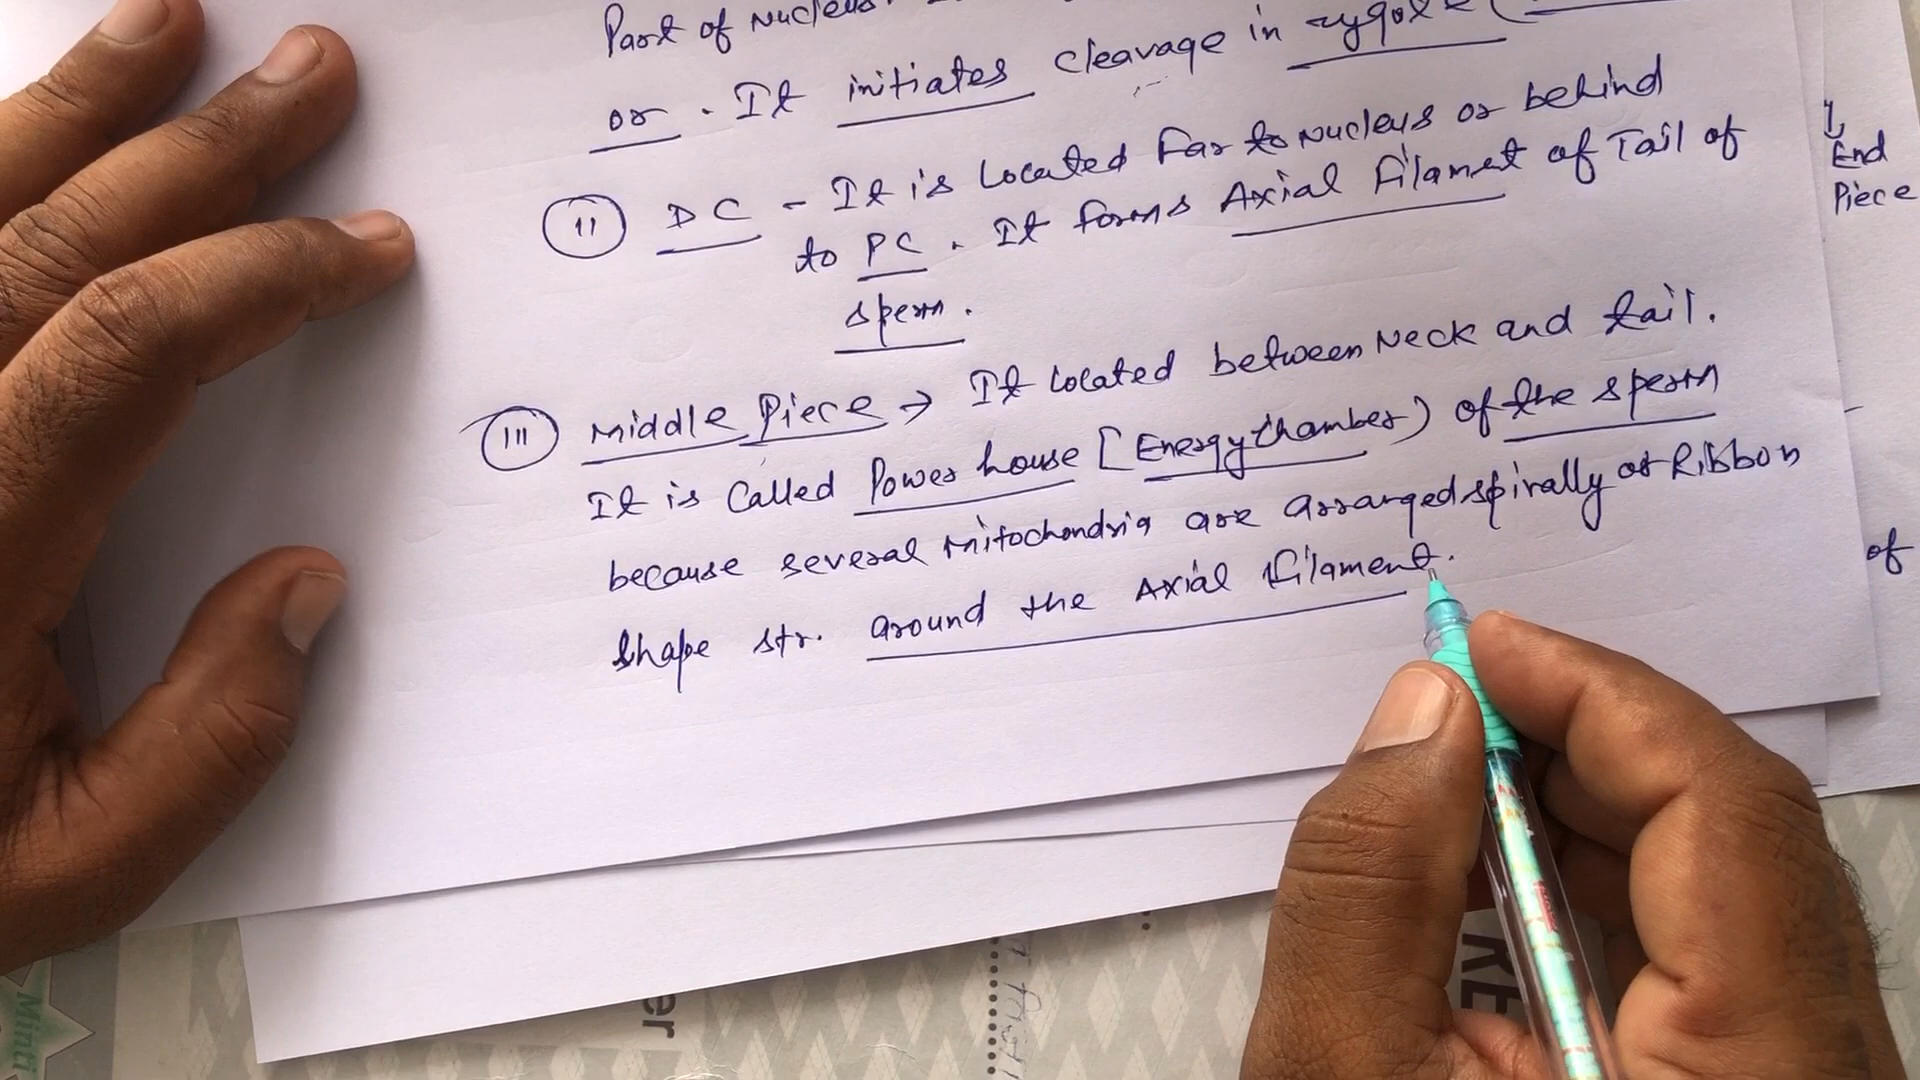 Part of Nucleus.
or . It initiates cleavage in zygote (
(ii) DC - It is Located Far to Nucleus or behind
to PC . It forms Axial Filament of Tail of
sperm .
(iii) Middle Piece → It Located between Neck and tail.
It is Called Power house [Energy Chamber) of the sperm
because several mitochondria are arranged spirally or Ribbon
Shape str. around the Axial Filament.
End
Piece
of
RE
er
Minti